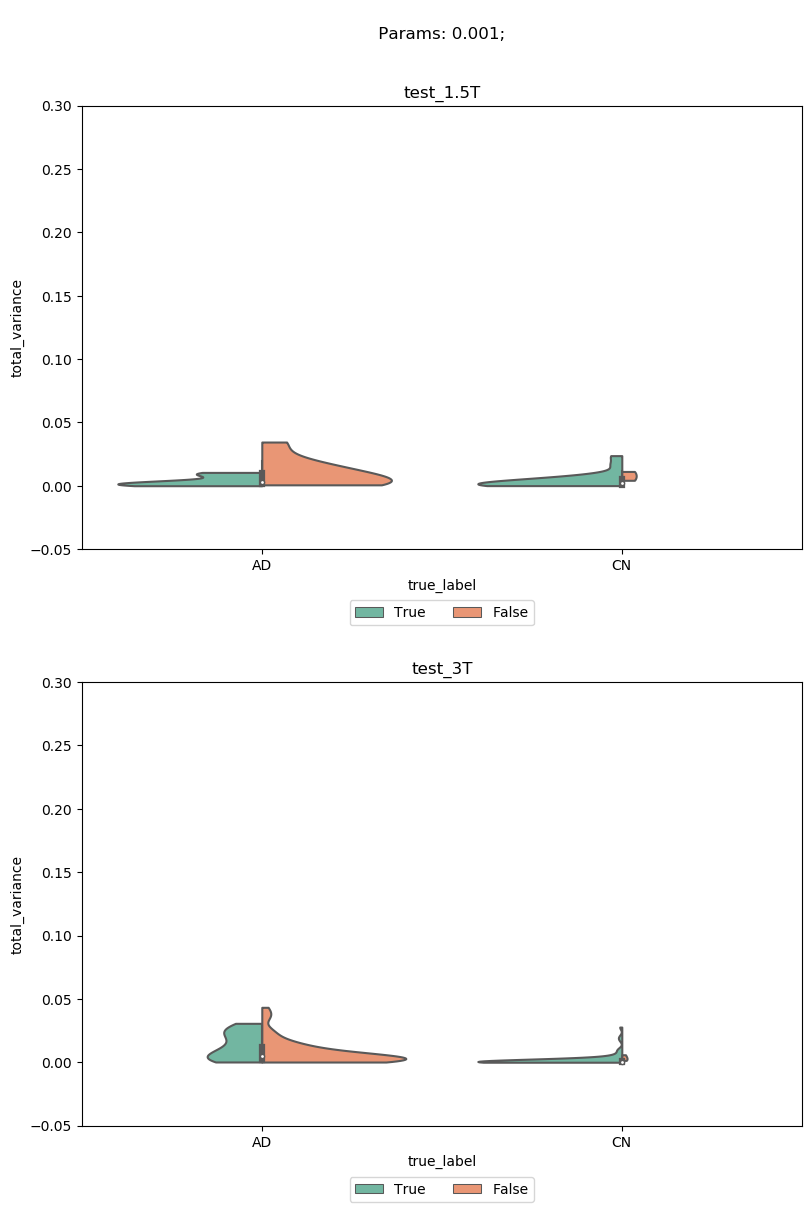 Params: 0.001;
test_1.5T
0.30
0.25
0.20
0.15
0.10
0.05
0.00
−0.05
total_variance
AD CN
true_label
True False
test_3T
0.30
0.25
0.20
0.15
0.10
0.05
0.00
−0.05
total_variance
AD CN
true_label
True False